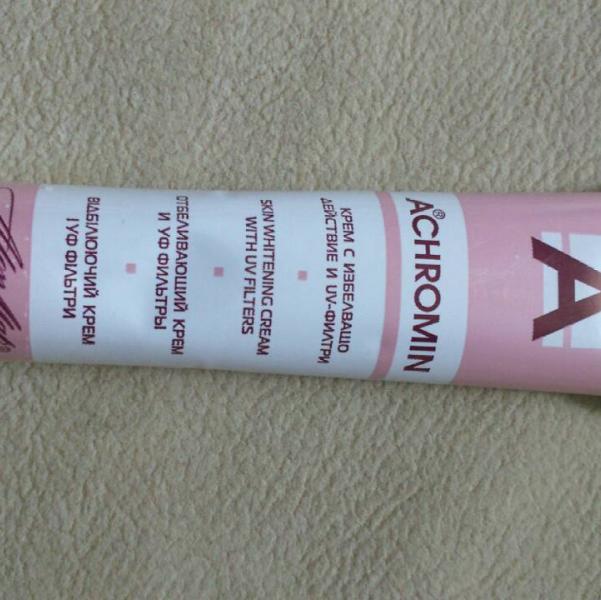 A
ACHROMIN®
КРЕМ С ИЗБЕЛВАЩО
ДЕЙСТВИЕ И UV-ФИЛТРИ
SKIN WHITENING CREAM
WITH UV FILTERS
ОТБЕЛИВАЮЩИЙ КРЕМ
И УФ ФИЛЬТРЫ
ВІДБІЛЮЮЧИЙ КРЕМ
І УФ ФІЛЬТРИ